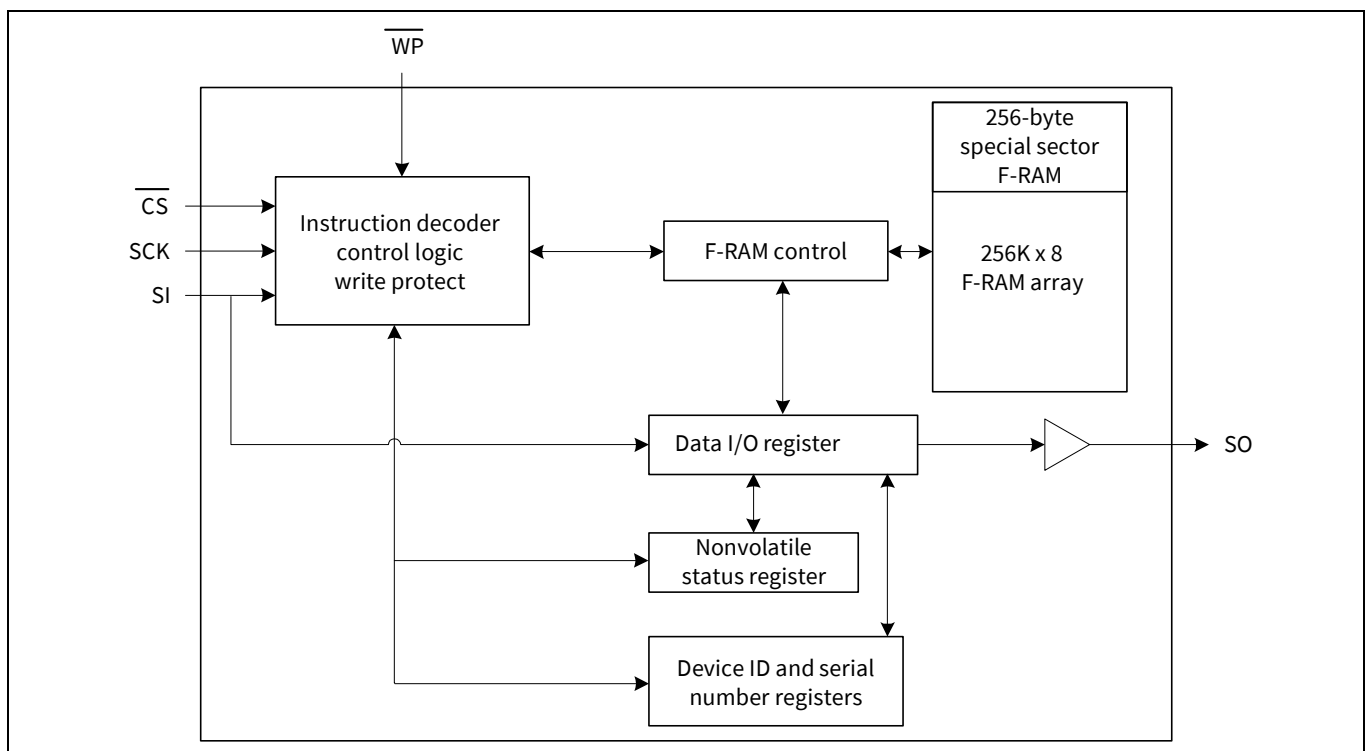 WP
256-byte
special sector
F-RAM
CS
SCK
SI
Instruction decoder
control logic
write protect
F-RAM control
256K x 8
F-RAM array
Data I/O register
SO
Nonvolatile
status register
Device ID and serial
number registers